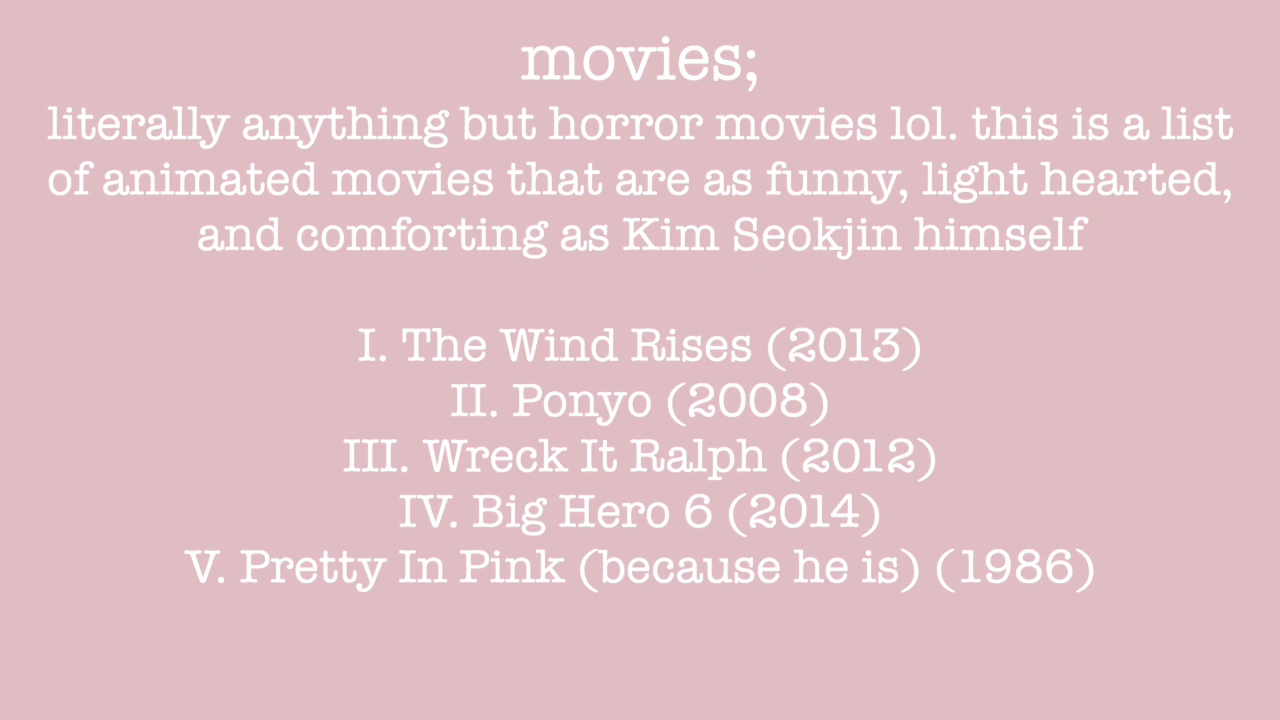 movies;
literally anything but horror movies lol. this is a list
of animated movies that are as funny, light hearted,
and comforting as Kim Seokjin himself
I. The Wind Rises (2013)
II. Ponyo (2008)
III. Wreck It Ralph (2012)
IV. Big Hero 6 (2014)
V. Pretty In Pink (because he is) (1986)